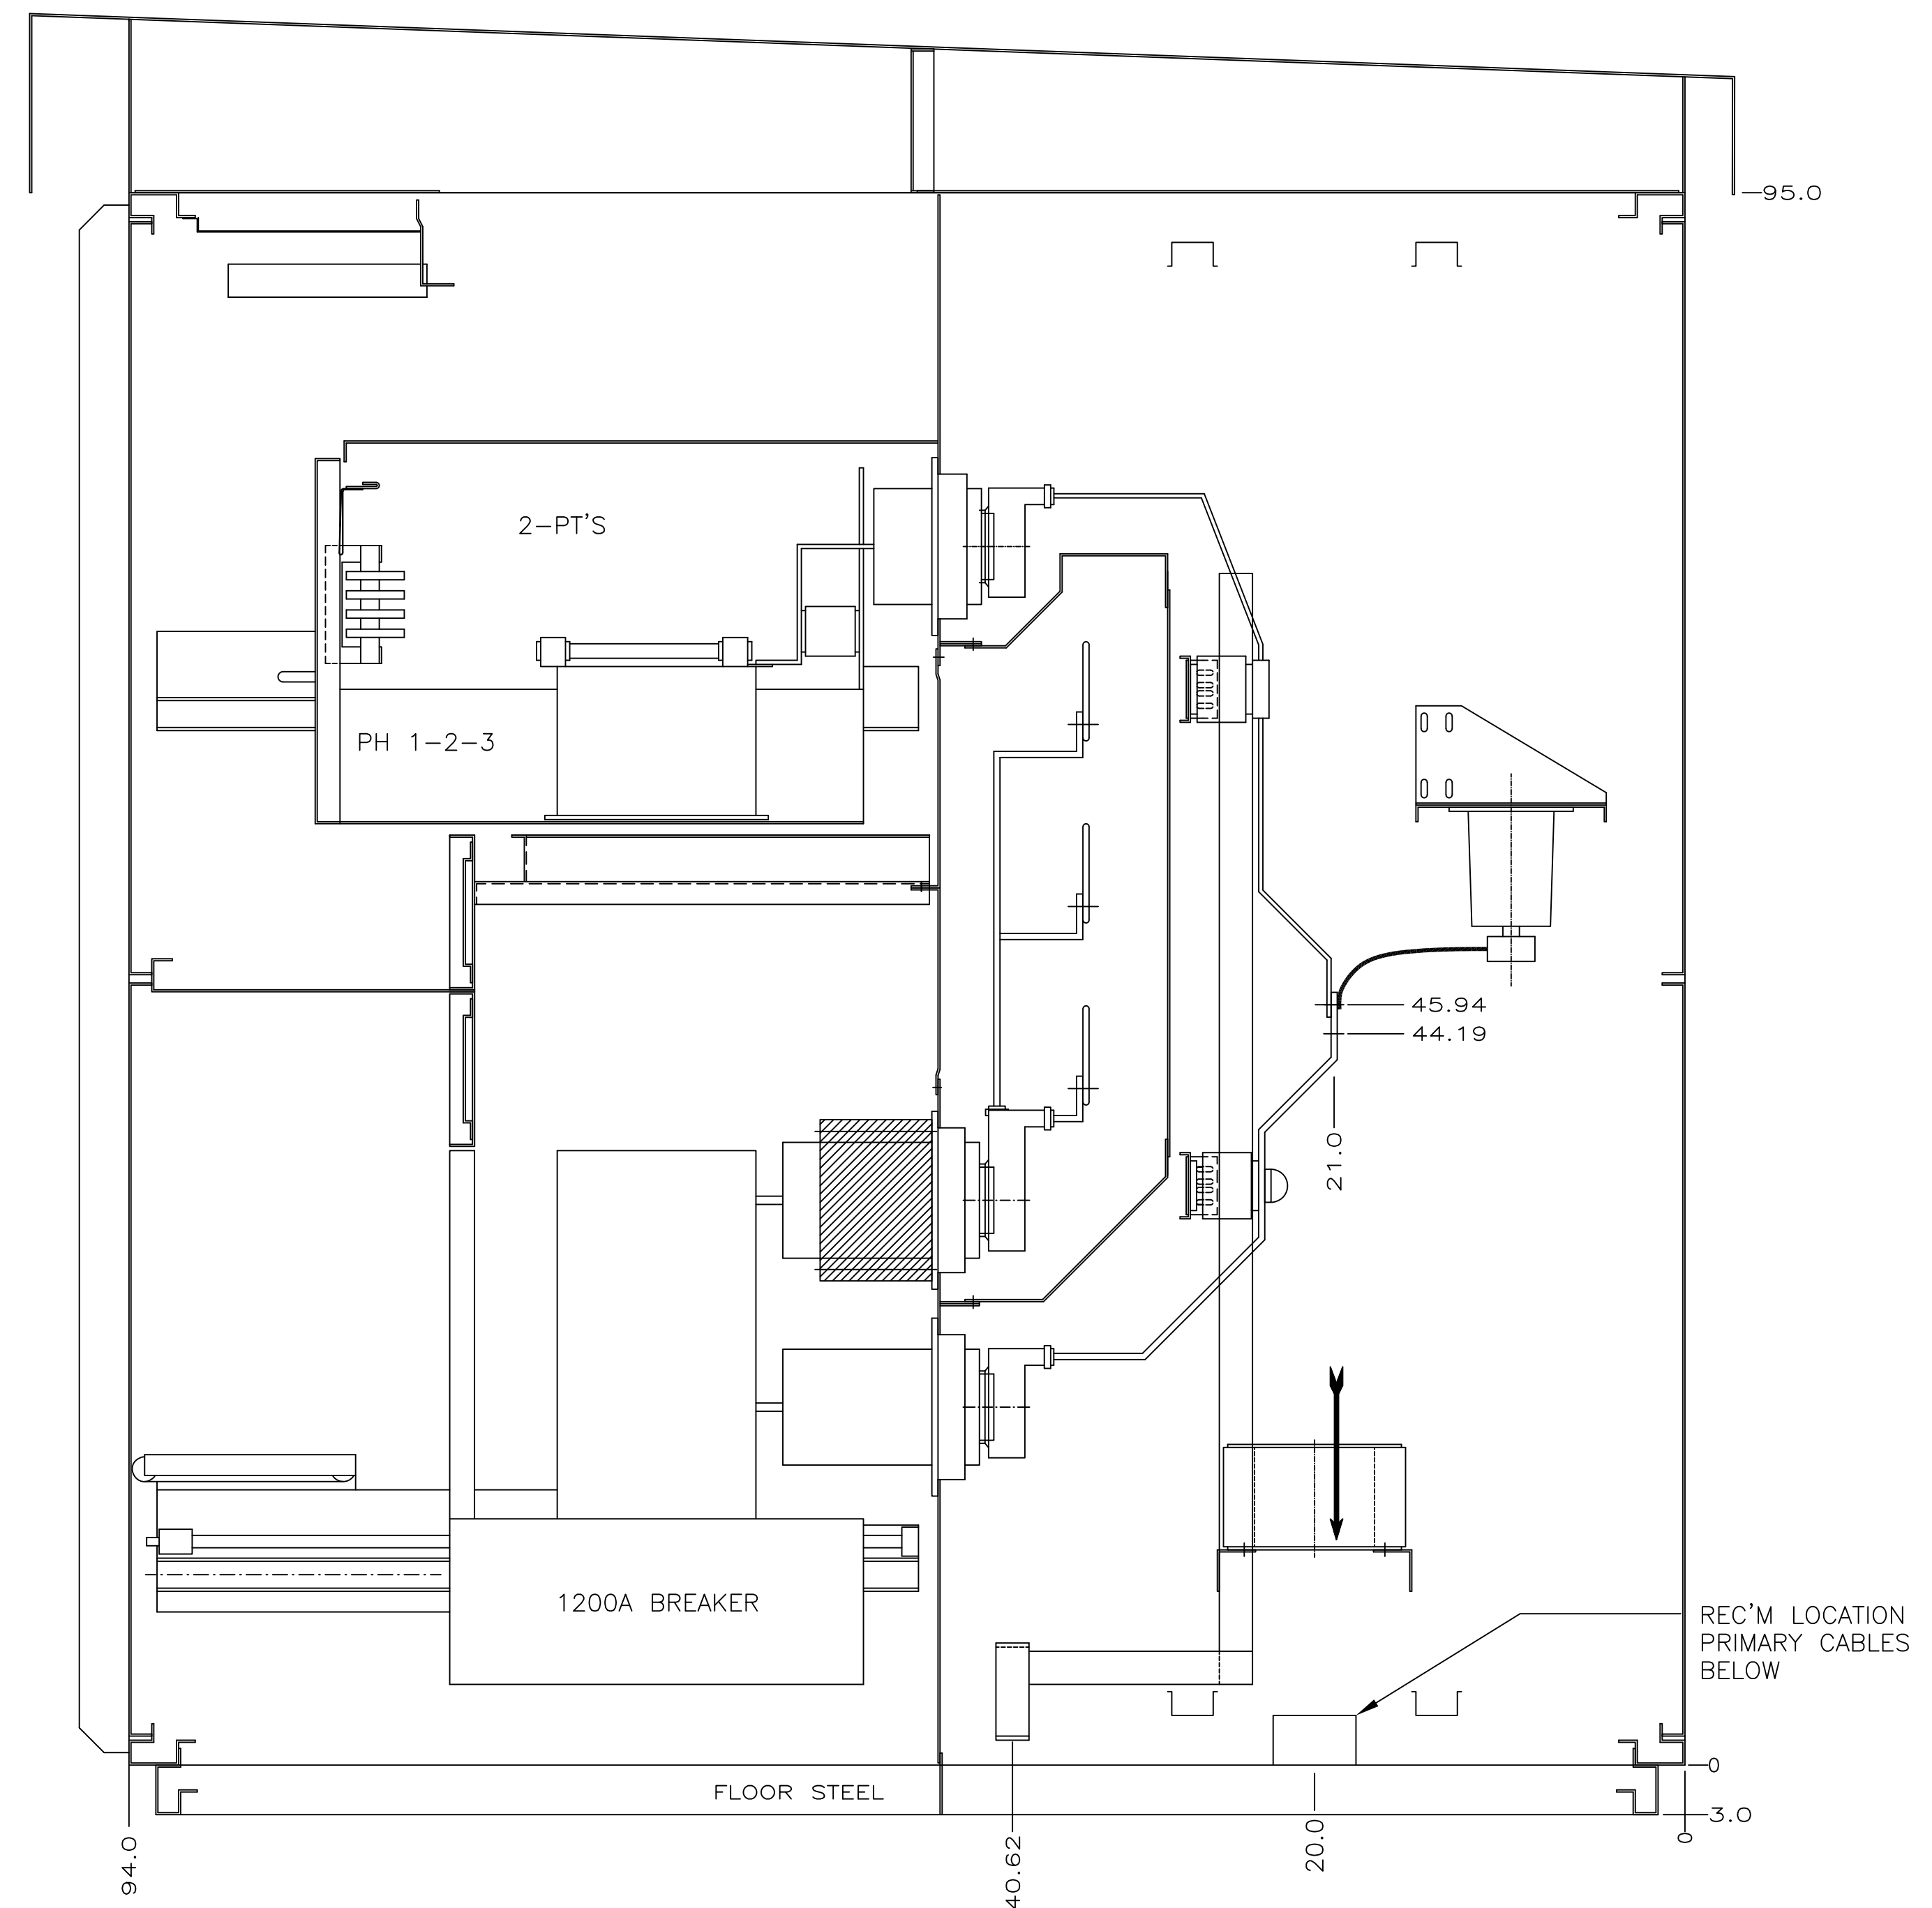 95.0
2-PT'S
PH 1-2-3
45.94
44.19
21.0
1200A BREAKER
REC'M LOCATION
PRIMARY CABLES
BELOW
0
FLOOR STEEL
3.0
94.0
40.62
20.0
0